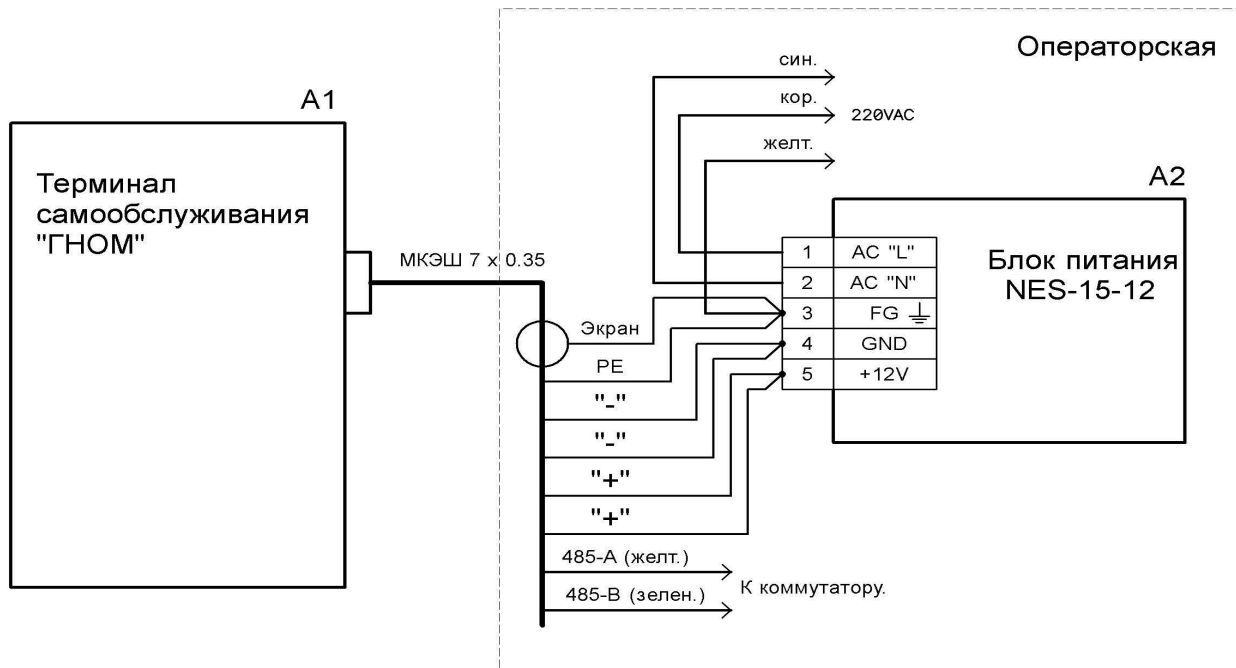 Операторская
син.
кор.
220VAC
желт.
A1
A2
Терминал
самообслуживания
"ГНОМ"
МКЭШ 7 x 0.35
Блок питания
NES-15-12
1 AC "L"
2 AC "N"
3 FG
4 GND
5 +12V
Экран
PE
"-"
"-"
"+"
"+"
485-A (желт.)
485-B (зелен.)
К коммутатору.